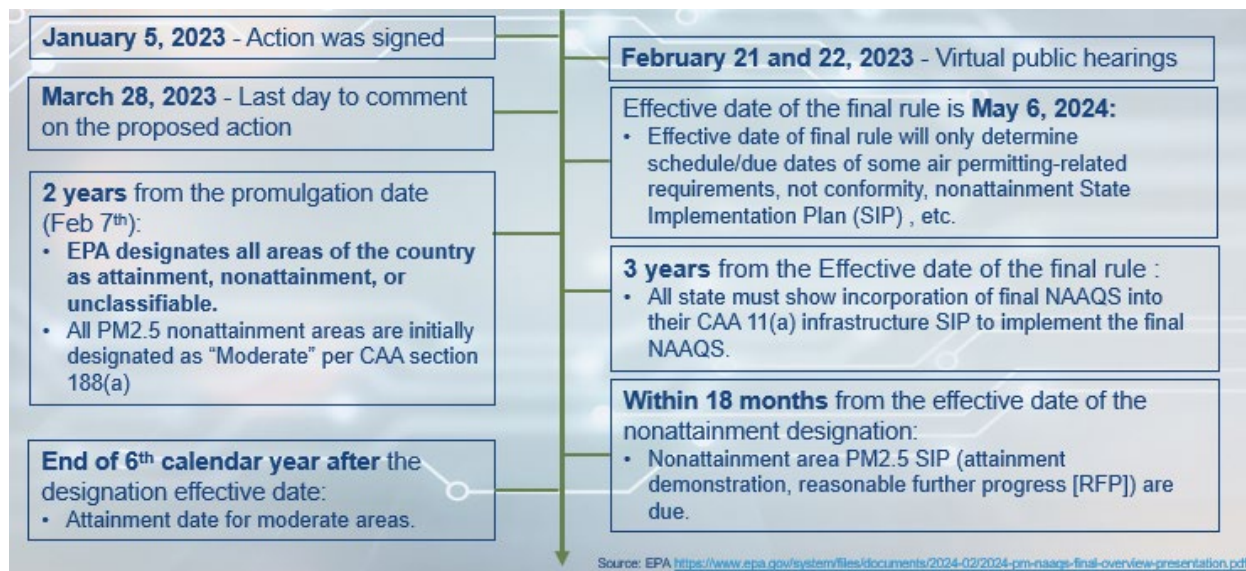 January 5, 2023 - Action was signed
February 21 and 22, 2023 - Virtual public hearings
March 28, 2023 - Last day to comment
on the proposed action
Effective date of the final rule is May 6, 2024:
• Effective date of final rule will only determine
schedule/due dates of some air permitting-related
requirements, not conformity, nonattainment State
Implementation Plan (SIP) , etc.
2 years from the promulgation date
(Feb 7th):
• EPA designates all areas of the country
as attainment, nonattainment, or
unclassifiable.
• All PM2.5 nonattainment areas are initially
designated as “Moderate” per CAA section
188(a)
3 years from the Effective date of the final rule :
• All state must show incorporation of final NAAQS into
their CAA 11(a) infrastructure SIP to implement the final
NAAQS.
Within 18 months from the effective date of the
nonattainment designation:
• Nonattainment area PM2.5 SIP (attainment
demonstration, reasonable further progress [RFP]) are
due.
End of 6th calendar year after the
designation effective date:
• Attainment date for moderate areas.
Source: EPA https://www.epa.gov/system/files/documents/2024-02/2024-pm-naaqs-final-overview-presentation.pdf